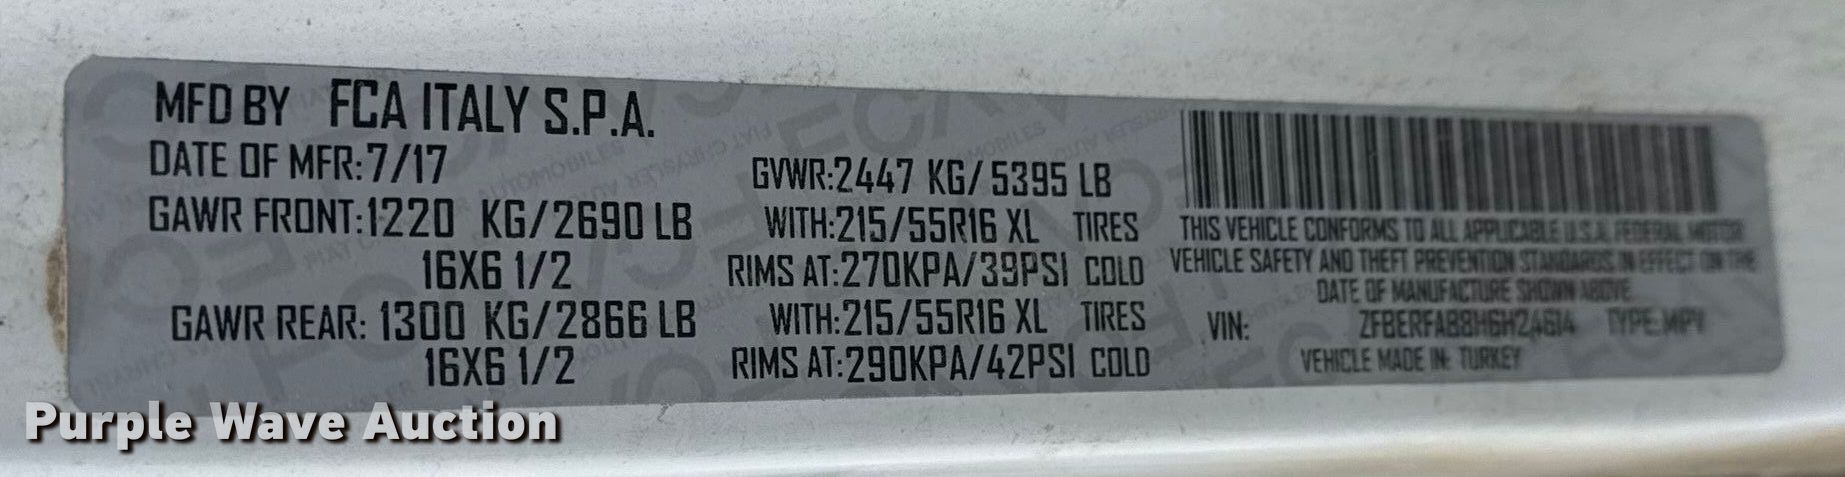 MFD BY FCA ITALY S.P.A.
DATE OF MFR:7/17
GAWR FRONT:1220 KG/2690 LB
16X6 1/2
GAWR REAR: 1300 KG/2866 LB
16X6 1/2
GVWR:2447 KG/5395 LB
WITH:215/55R16 XL TIRES
RIMS AT:270KPA/39PSI COLD
WITH:215/55R16 XL TIRES
RIMS AT:290KPA/42PSI COLD
THIS VEHICLE CONFORMS TO ALL APPLICABLE U.S.A. FEDERAL MOTOR
VEHICLE SAFETY AND THEFT PREVENTION STANDARDS IN EFFECT ON THE
DATE OF MANUFACTURE SHOWN ABOVE
VIN: ZFBERFAB8H6H24614 TYPE:MPV
VEHICLE MADE IN: TURKEY
Purple Wave Auction